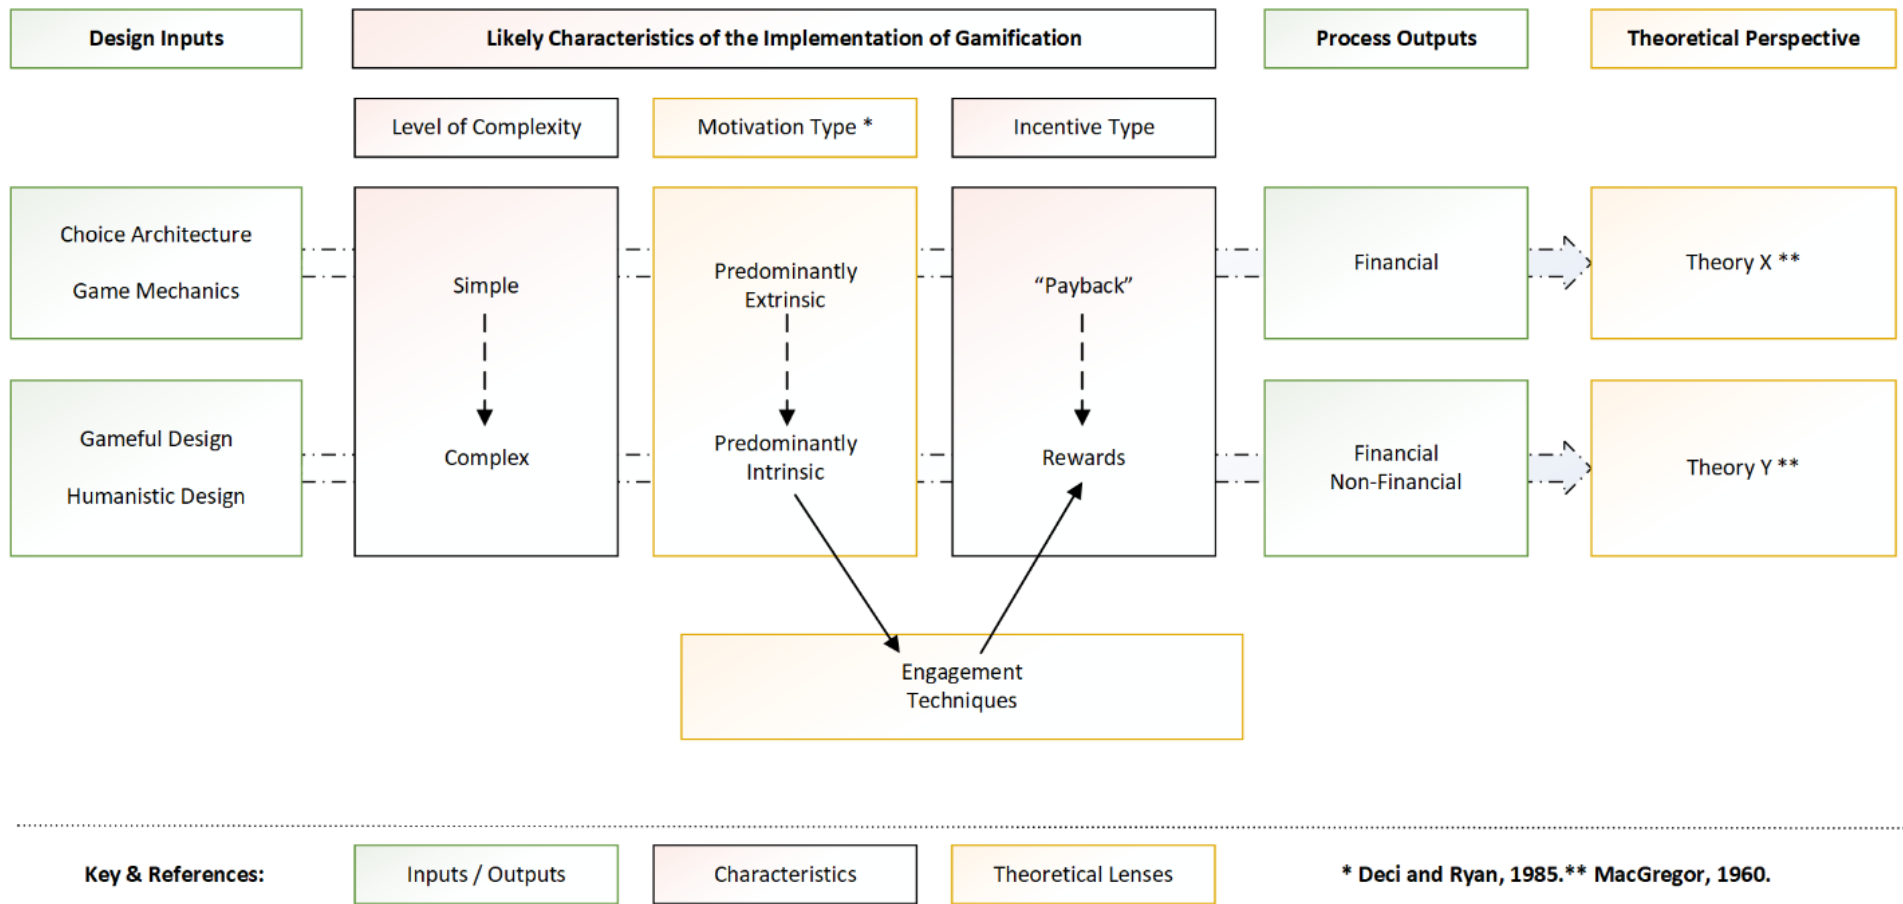 Design Inputs
Likely Characteristics of the Implementation of Gamification
Process Outputs
Theoretical Perspective
Level of Complexity
Motivation Type *
Incentive Type
Choice Architecture
Game Mechanics
Simple
Predominantly
Extrinsic
“Payback”
Financial
Theory X **
Gameful Design
Humanistic Design
Complex
Predominantly
Intrinsic
Rewards
Financial
Non-Financial
Theory Y **
Engagement
Techniques
Key & References:
Inputs / Outputs
Characteristics
Theoretical Lenses
* Deci and Ryan, 1985.** MacGregor, 1960.